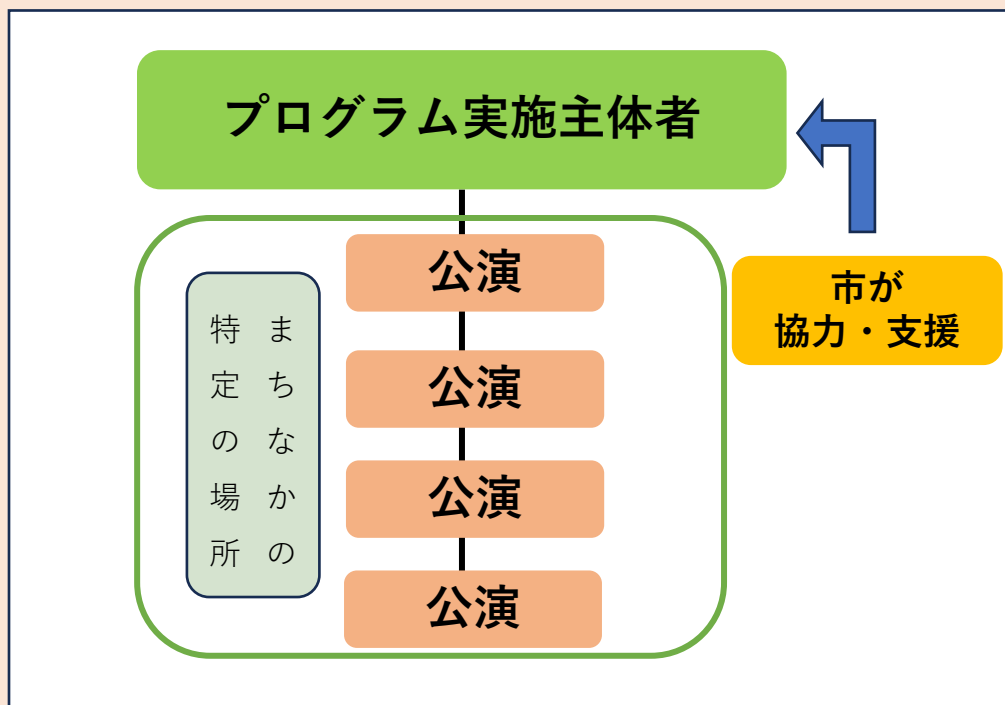 プログラム実施主体者
公演
市が
協力・支援
まちなかの
特定の場所
公演
公演
公演